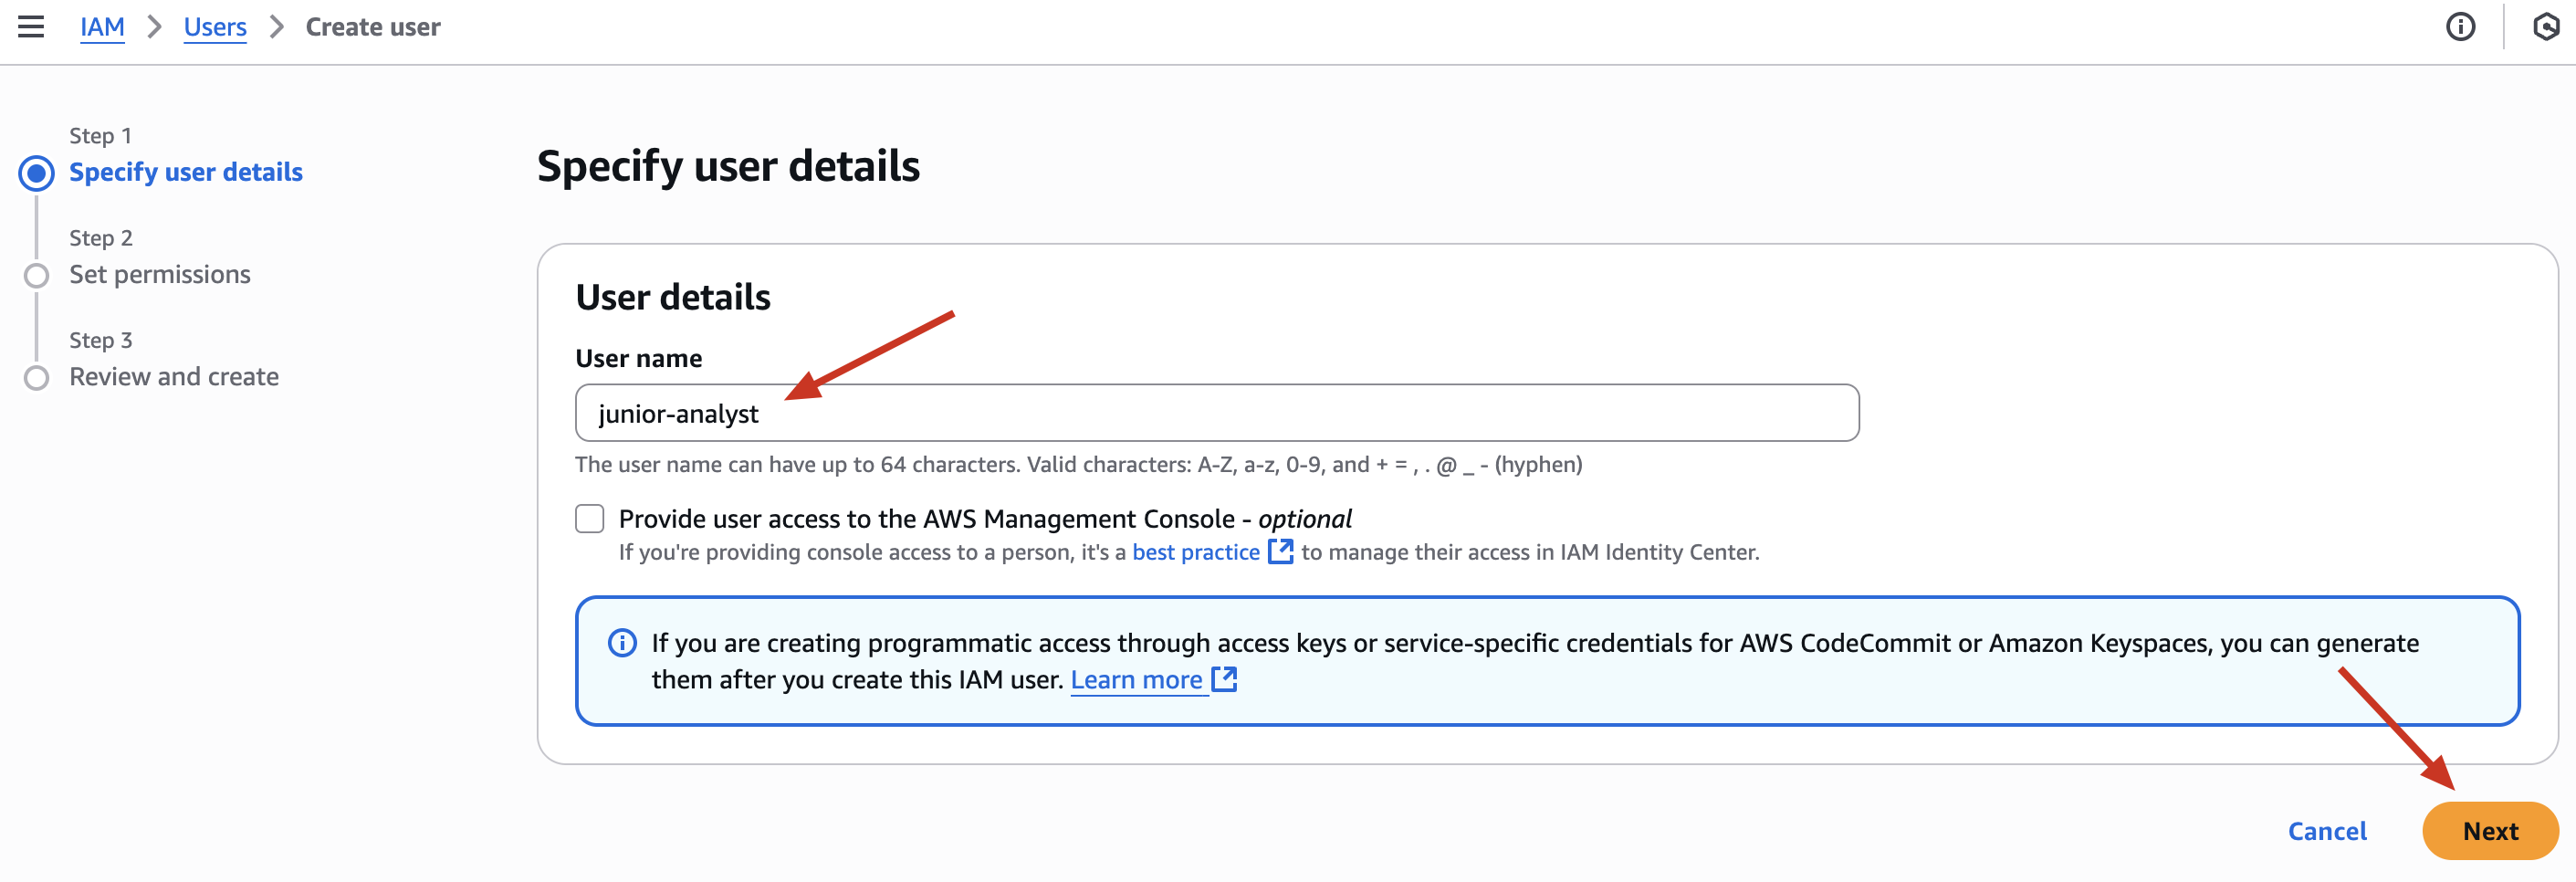 IAM > Users > Create user
Step 1
Specify user details
Step 2
Set permissions
Step 3
Review and create
Specify user details
User details
User name
junior-analyst
The user name can have up to 64 characters. Valid characters: A-Z, a-z, 0-9, and + = , . @ _ - (hyphen)
Provide user access to the AWS Management Console - optional
If you're providing console access to a person, it's a best practice to manage their access in IAM Identity Center.
If you are creating programmatic access through access keys or service-specific credentials for AWS CodeCommit or Amazon Keyspaces, you can generate
them after you create this IAM user. Learn more
Cancel
Next